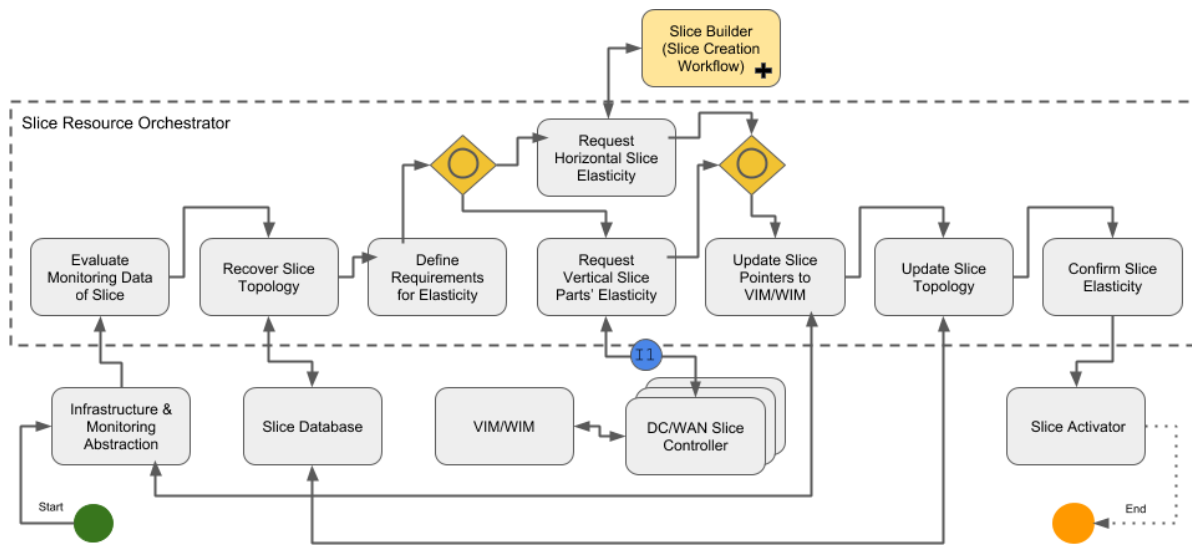 Slice Builder
(Slice Creation
Workflow)
Slice Resource Orchestrator
Request
Horizontal Slice
Elasticity
Evaluate
Monitoring Data
of Slice
Recover Slice
Topology
Define
Requirements
for Elasticity
Request
Vertical Slice
Parts' Elasticity
Update Slice
Pointers to
VIM/WIM
Update Slice
Topology
Confirm Slice
Elasticity
I1
Infrastructure &
Monitoring
Abstraction
Slice Database
VIM/WIM
DC/WAN Slice
Controller
Slice Activator
Start
End